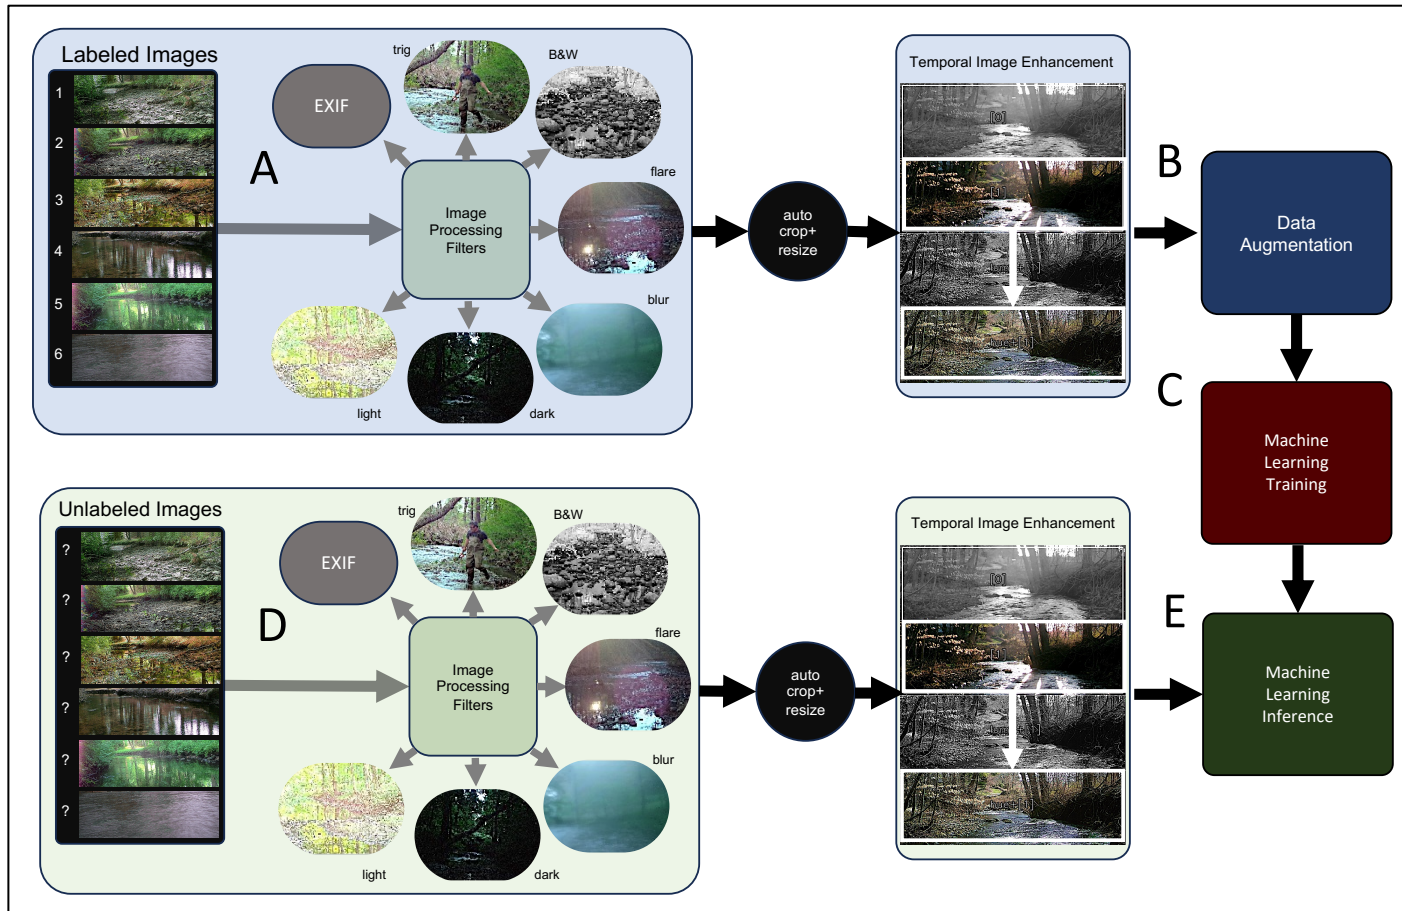 Labeled Images
1
2
3
4
5
6
A
EXIF
trig
B&W
flare
blur
dark
light
Image
Processing
Filters
auto
crop+
resize
Temporal Image Enhancement
[0]
[1]
B
Data
Augmentation
C
Machine
Learning
Training
Unlabeled Images
?
?
?
?
?
?
D
EXIF
trig
B&W
flare
blur
dark
light
Image
Processing
Filters
auto
crop+
resize
Temporal Image Enhancement
[0]
[1]
E
Machine
Learning
Inference